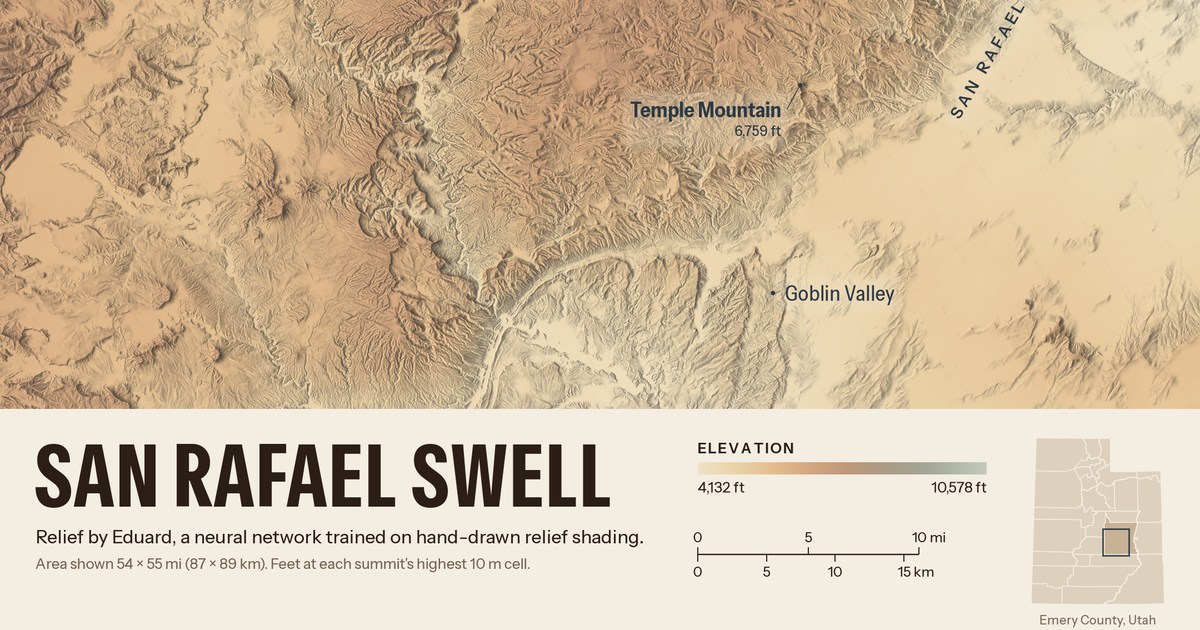 SAN RAFAEL
Temple Mountain
6,759 ft
Goblin Valley
SAN RAFAEL SWELL
Relief by Eduard, a neural network trained on hand-drawn relief shading.
Area shown 54 × 55 mi (87 × 89 km). Feet at each summit's highest 10 m cell.
ELEVATION
4,132 ft 10,578 ft
0 5 10 mi
0 5 10 15 km
Emery County, Utah